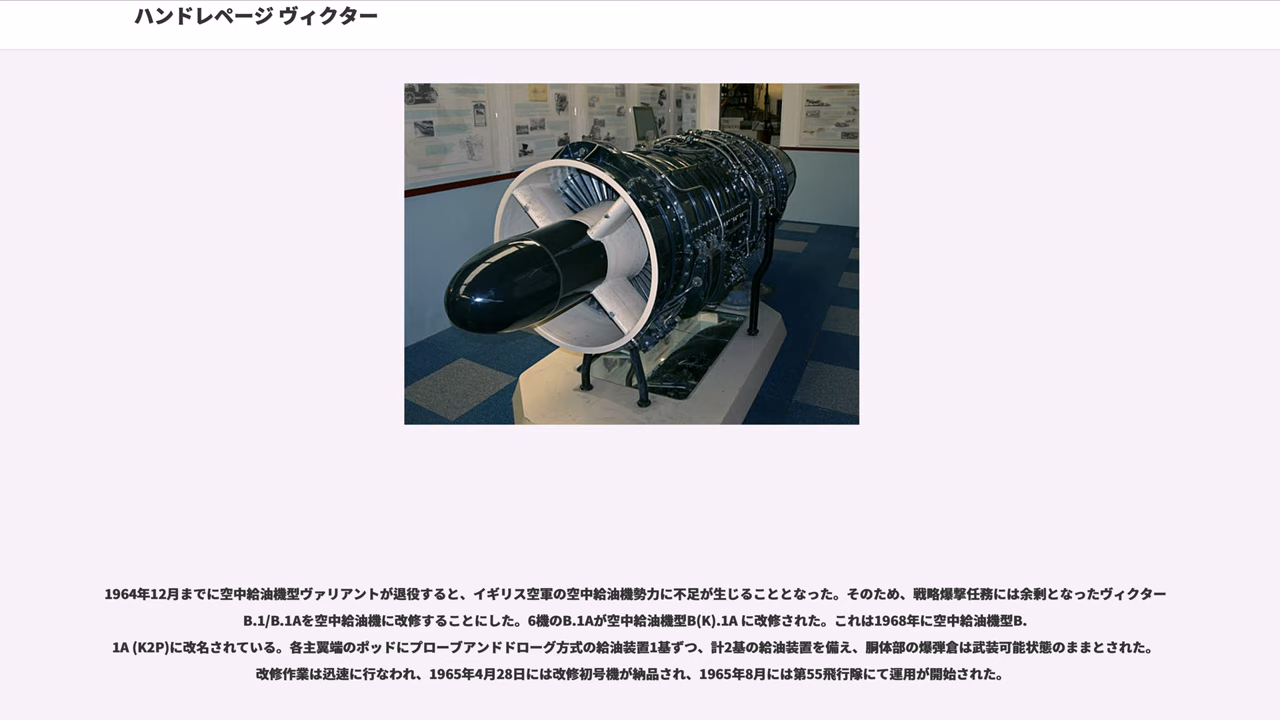 ハンドレページ ヴィクター
1964年12月までに空中給油機型ヴァリアントが退役すると、イギリス空軍の空中給油機勢力に不足が生じることとなった。そのため、戦略爆撃任務には余剰となったヴィクター
B.1/B.1Aを空中給油機に改修することにした。6機のB.1Aが空中給油機型B(K).1A に改修された。これは1968年に空中給油機型B.
1A (K2P)に改名されている。各主翼端のポッドにプローブアンドドローグ方式の給油装置1基ずつ、計2基の給油装置を備え、胴体部の爆弾倉は武装可能状態のままとされた。
改修作業は迅速に行なわれ、1965年4月28日には改修初号機が納品され、1965年8月には第55飛行隊にて運用が開始された。